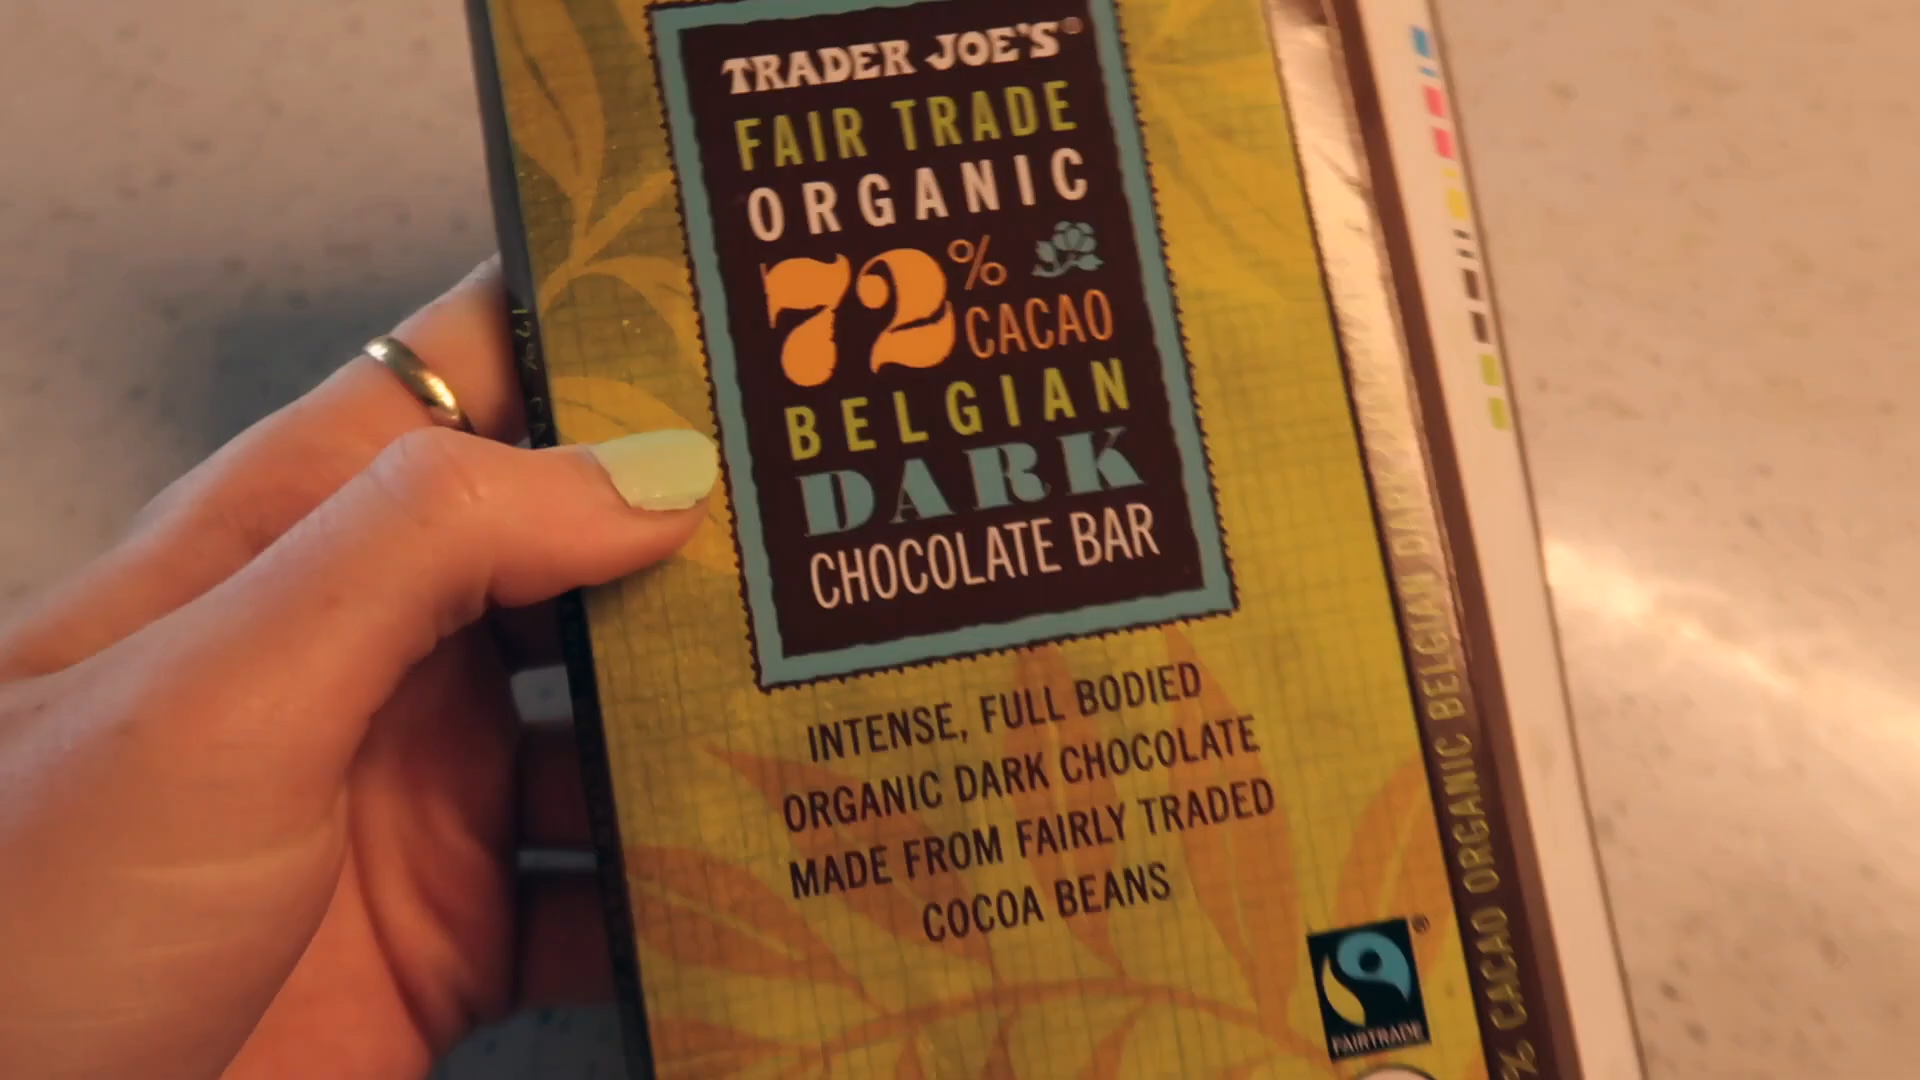 TRADER JOE'S®
FAIR TRADE
ORGANIC
72%
CACAO
BELGIAN
DARK
CHOCOLATE BAR
INTENSE, FULL BODIED
ORGANIC DARK CHOCOLATE
MADE FROM FAIRLY TRADED
COCOA BEANS
FAIRTRADE
®
% CACAO ORGANIC BELGIAN DARK